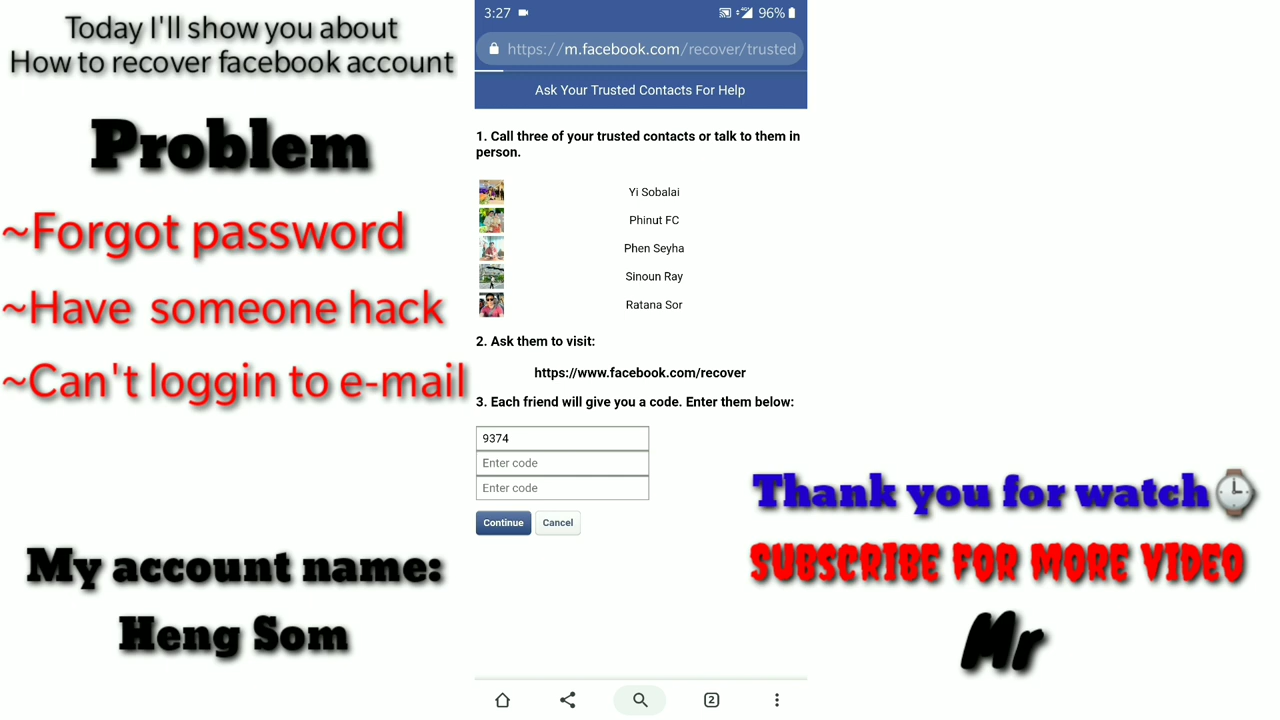 Today I'll show you about
How to recover facebook account
Problem
~Forgot password
~Have someone hack
~Can't loggin to e-mail
My account name:
Heng Som
3:27
96%
https://m.facebook.com/recover/trusted
Ask Your Trusted Contacts For Help
1. Call three of your trusted contacts or talk to them in
person.
Yi Sobalai
Phinut FC
Phen Seyha
Sinoun Ray
Ratana Sor
2. Ask them to visit:
https://www.facebook.com/recover
3. Each friend will give you a code. Enter them below:
9374
Enter code
Enter code
Continue Cancel
2
Thank you for watch⌚
SUBSCRIBE FOR MORE VIDEO
Mr